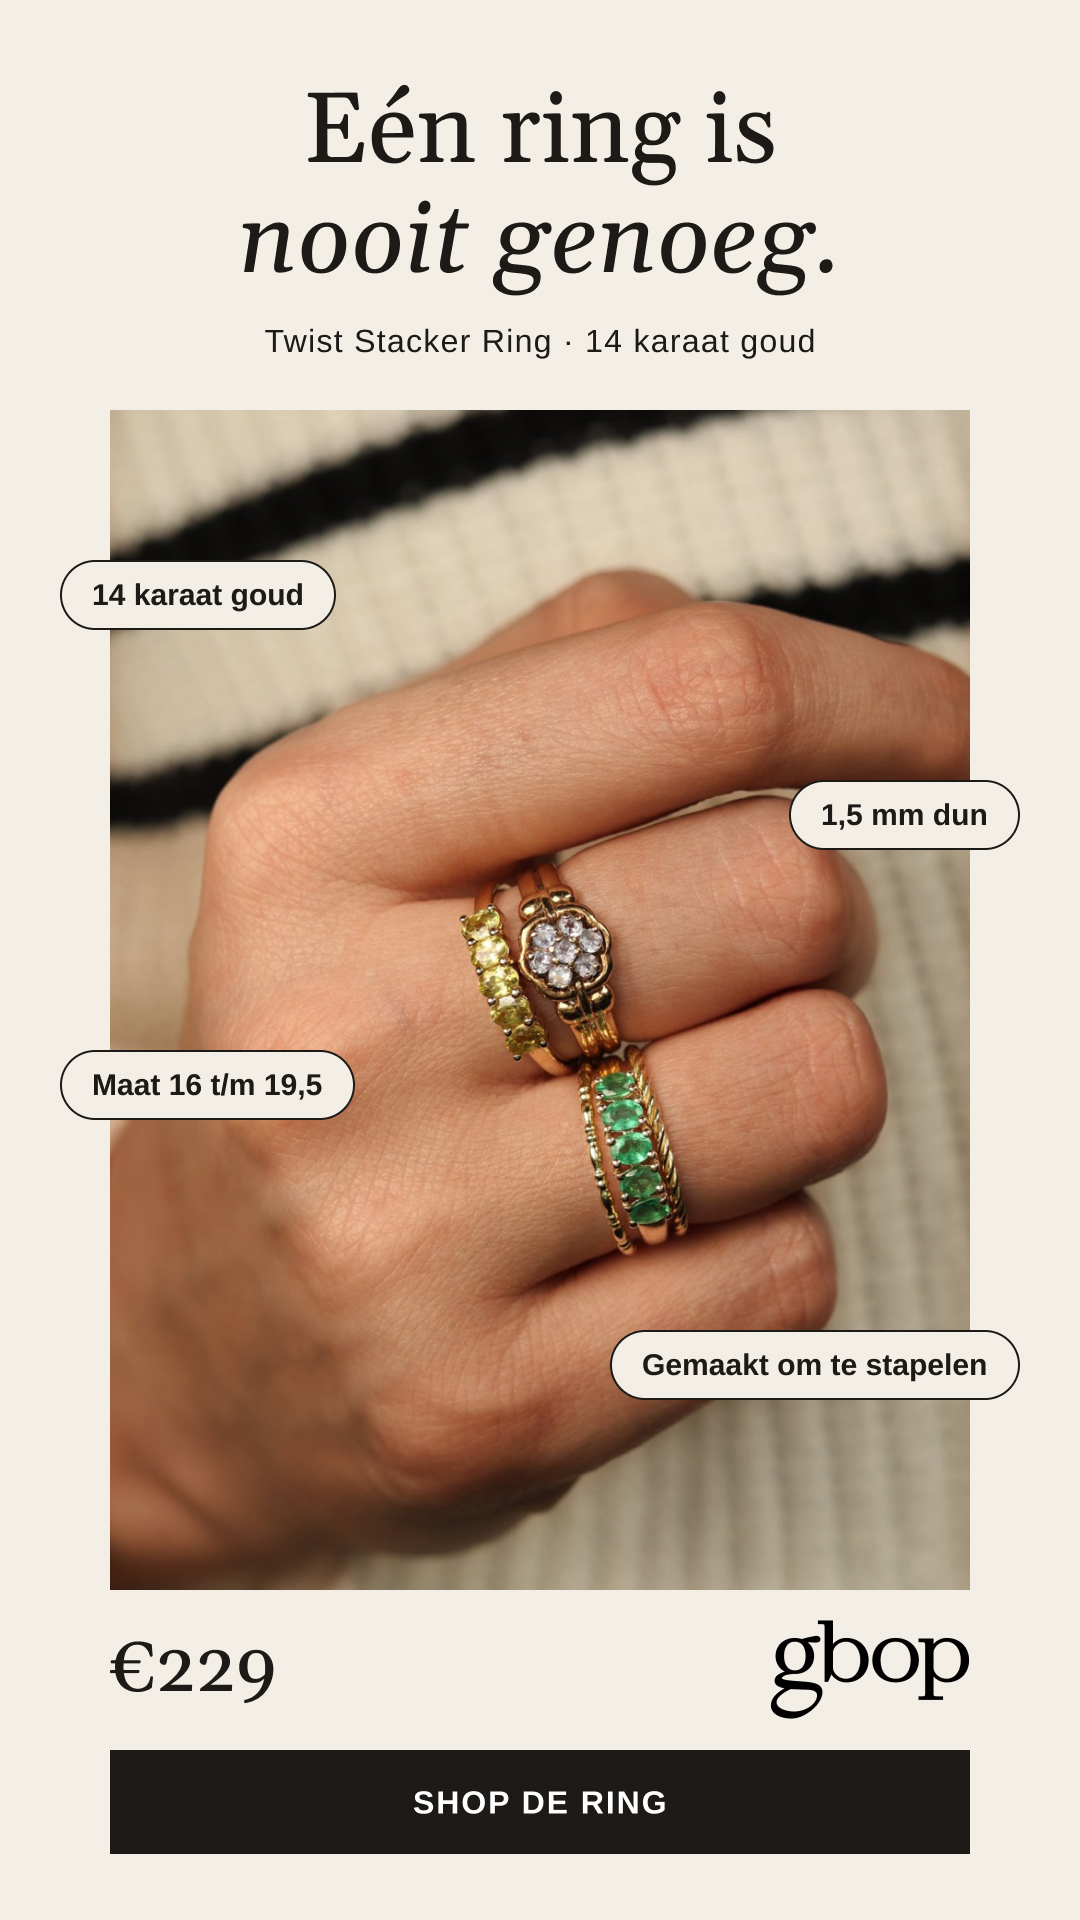 Eén ring is
nooit genoeg.
Twist Stacker Ring · 14 karaat goud
14 karaat goud
1,5 mm dun
Maat 16 t/m 19,5
Gemaakt om te stapelen
€229
gbop
SHOP DE RING